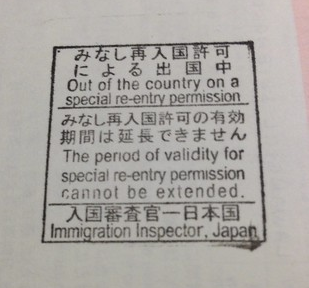 みなし再入国許可
による出国中
Out of the country on a
special re-entry permission
みなし再入国許可の有効
期間は延長できません
The period of validity for
special re-entry permission
cannot be extended.
入国審査官ー日本国
Immigration Inspector, Japan